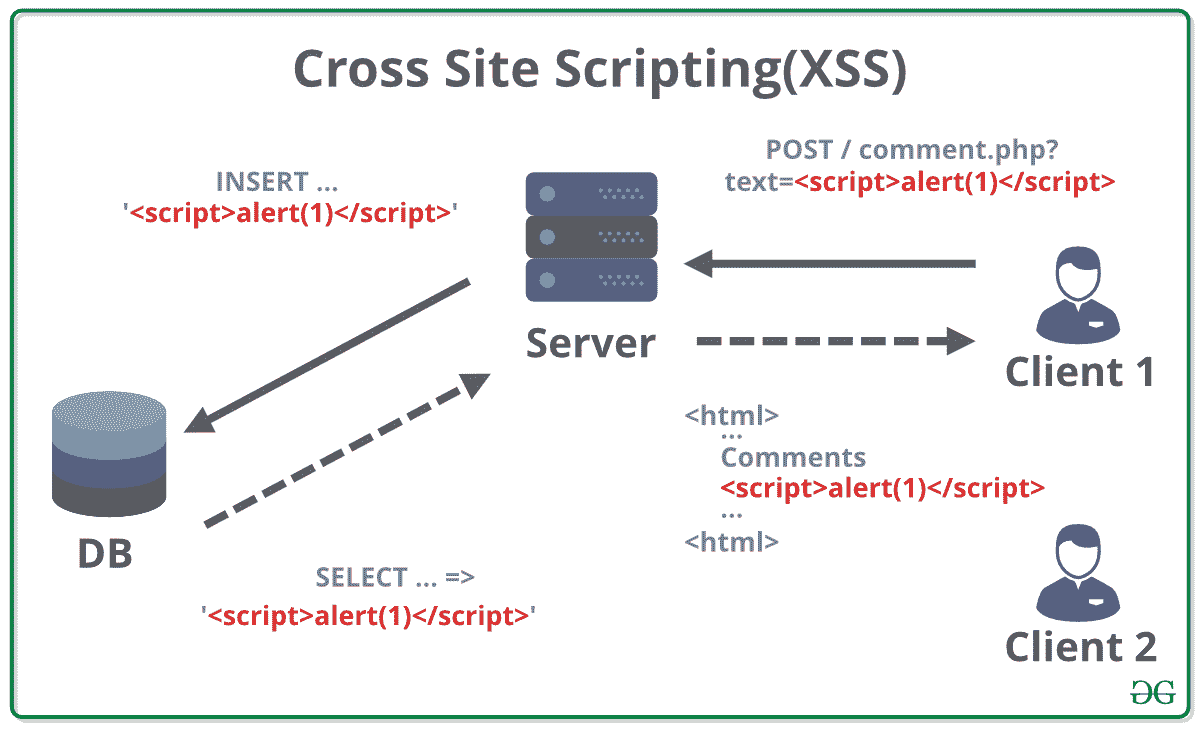 Cross Site Scripting(XSS)
POST / comment.php?
text=<script>alert(1)</script>
INSERT ...
'<script>alert(1)</script>'
Server
Client 1
<html>
...
Comments
<script>alert(1)</script>
...
<html>
DB
SELECT ... =>
'<script>alert(1)</script>'
Client 2